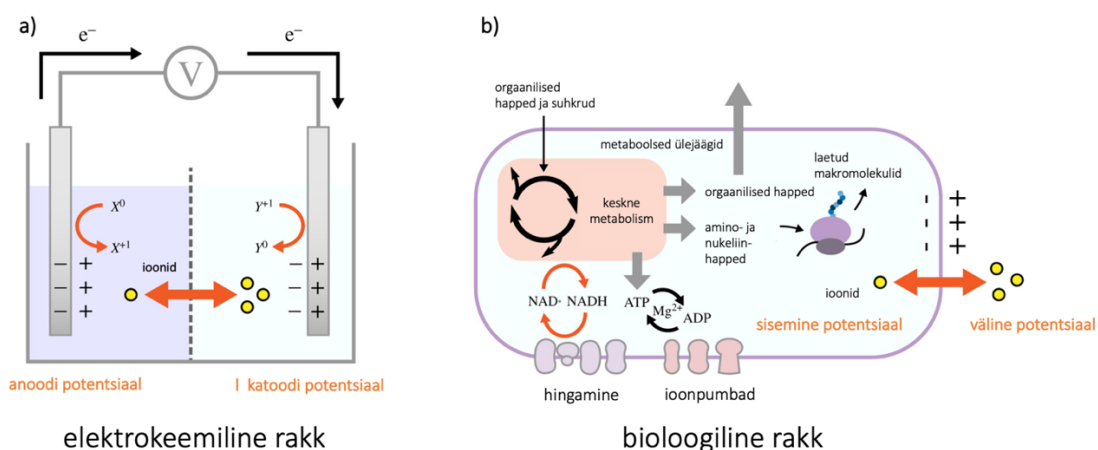 a)
e⁻
e⁻
V
X⁰
X⁺¹
Y⁺¹
Y⁰
ioonid
− +
− +
− +
− +
− +
− +
anoodi potentsiaal
l katoodi potentsiaal
elektrokeemiline rakk
b)
orgaanilised
happed ja suhkrud
metaboolsed ülejäägid
keskne
metabolism
orgaanilised happed
amino- ja
nukeliin-
happed
laetud
makromolekulid
- +
- +
- +
NAD⁺ NADH
ATP
Mg²⁺
ADP
ioonid
sisemine potentsiaal
väline potentsiaal
hingamine
ioonpumbad
bioloogiline rakk